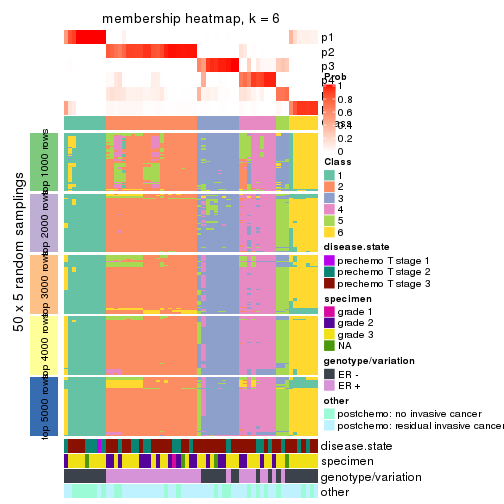 membership heatmap, k = 6
p1
p2
p3
p4
Prob
1
0.8
0.6
0.4
0.2
0
Class
1
2
3
4
5
6
disease.state
prechemo T stage 1
prechemo T stage 2
prechemo T stage 3
specimen
grade 1
grade 2
grade 3
NA
genotype/variation
ER -
ER +
other
postchemo: no invasive cancer
postchemo: residual invasive cancer
50 x 5 random samplings
top 1000 rows
top 2000 rows
top 3000 rows
top 4000 rows
top 5000 rows
disease.state
specimen
genotype/variation
other